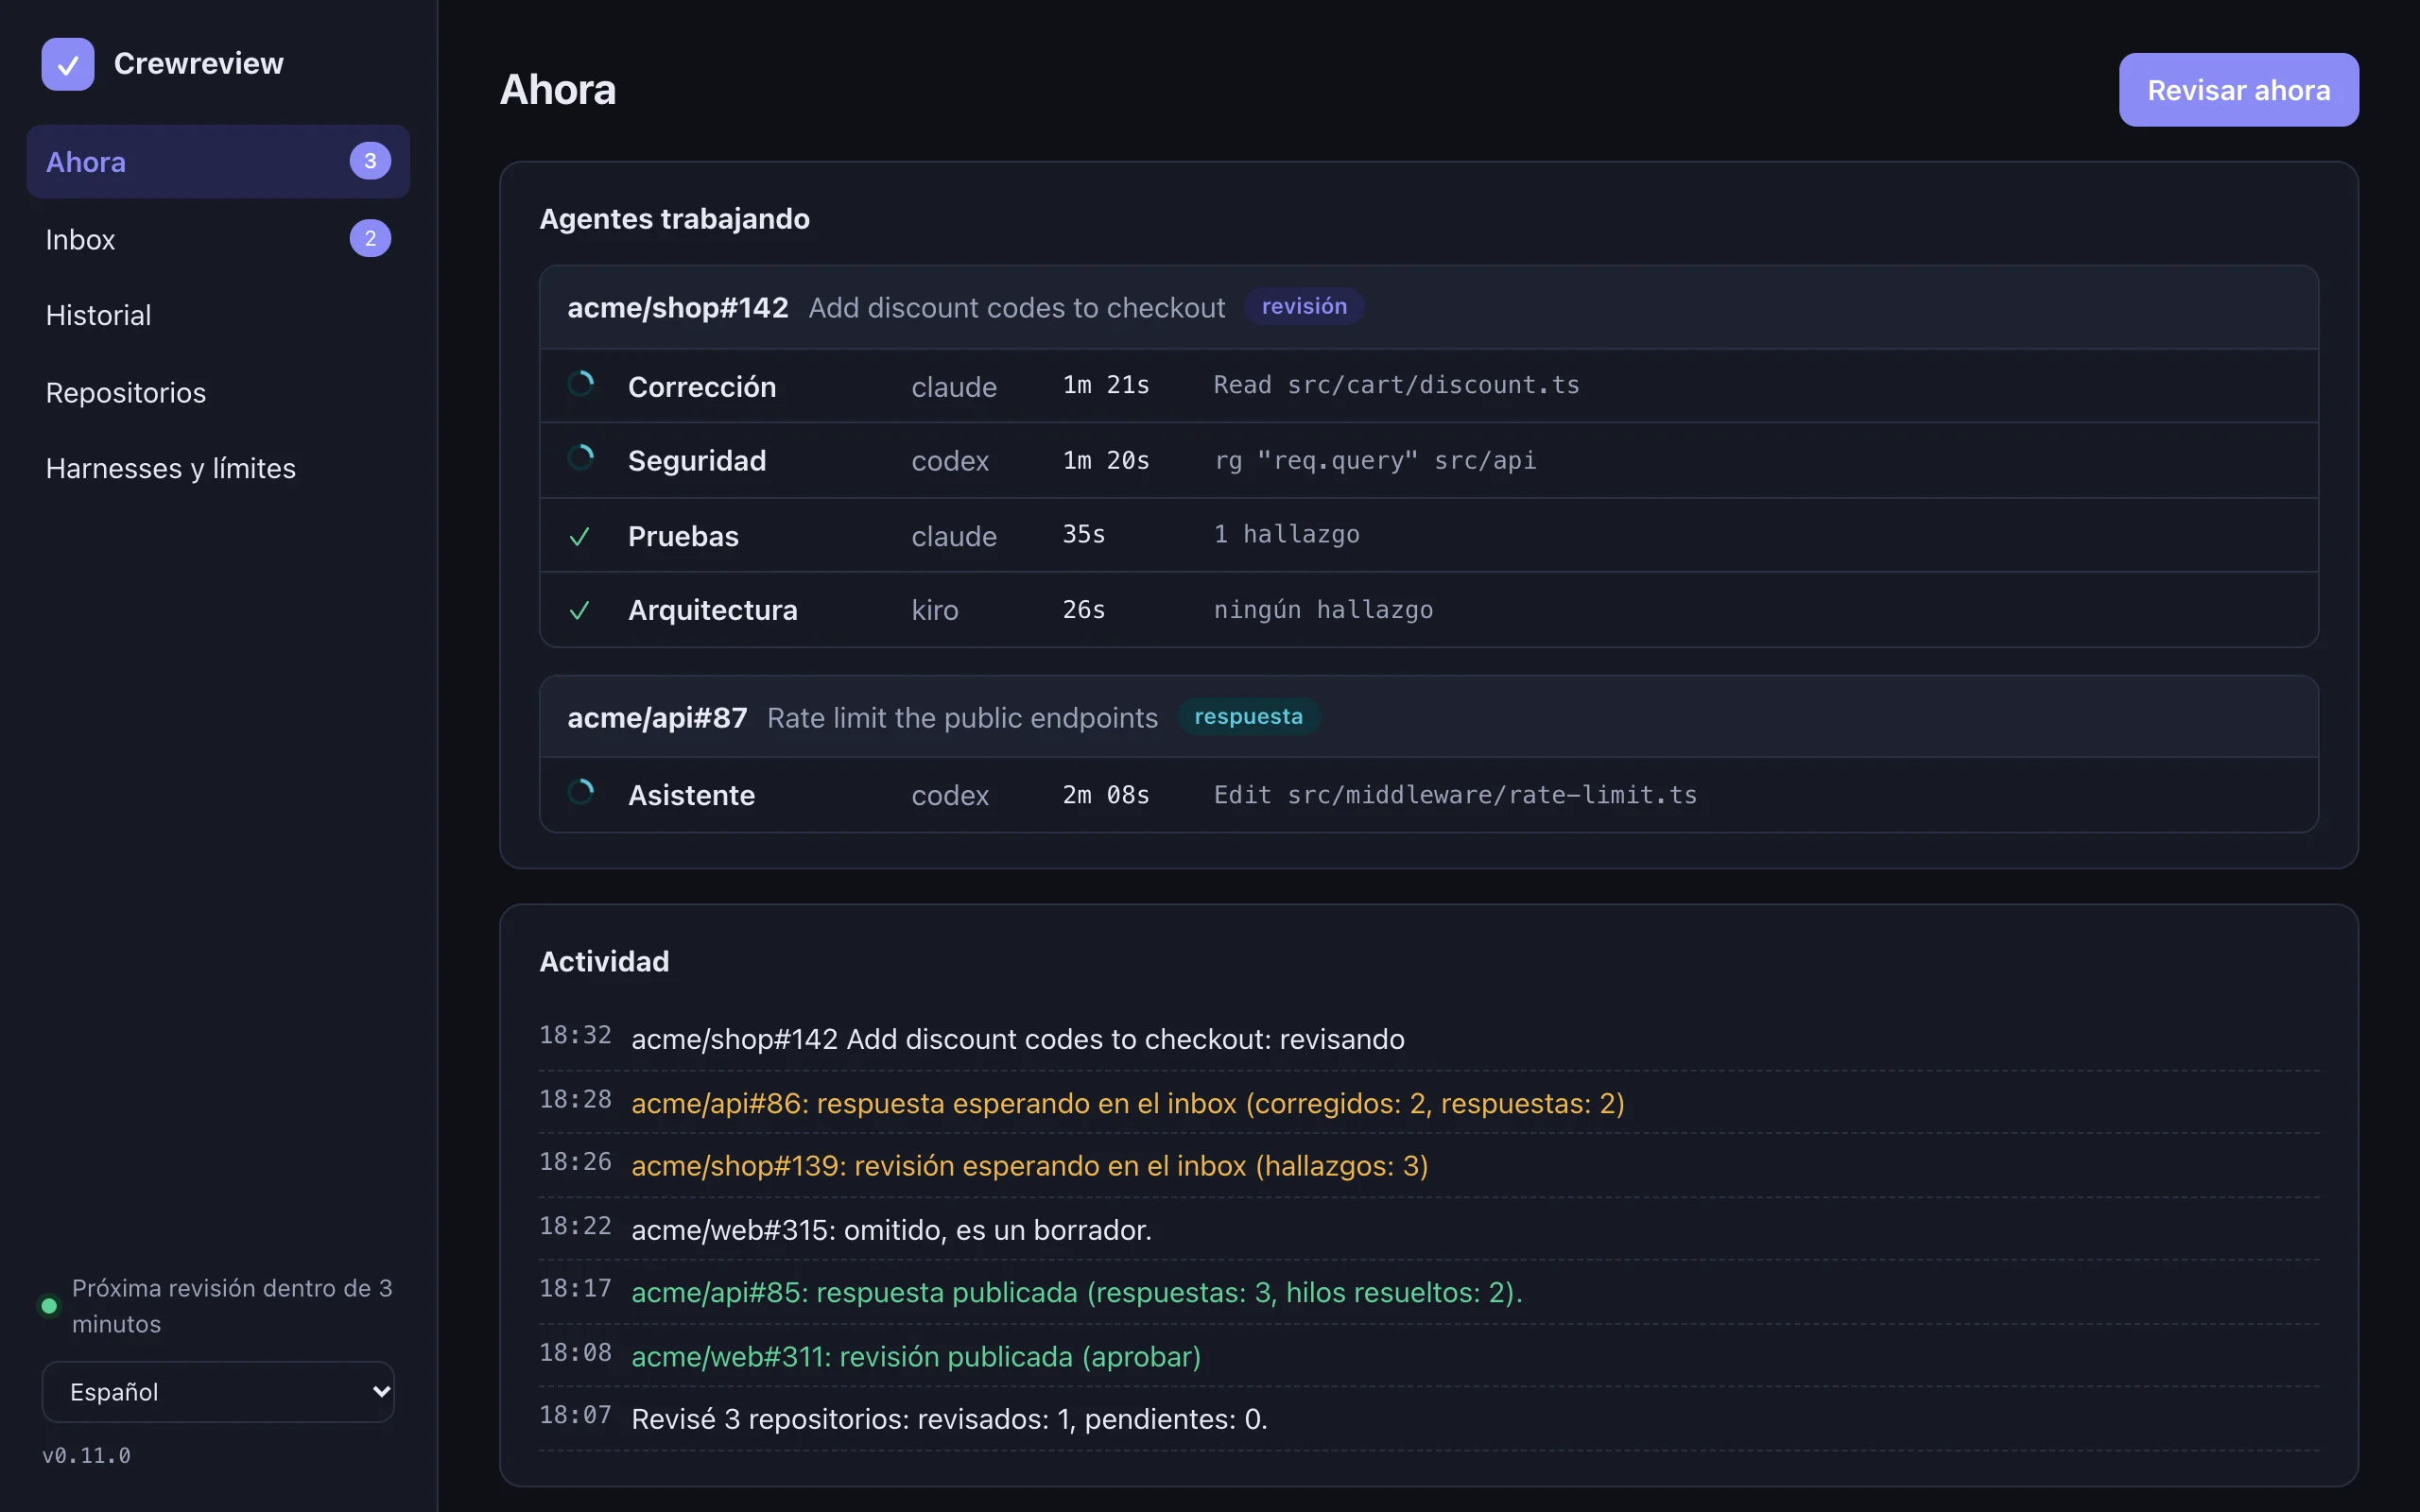 Crewreview
Ahora 3
Inbox 2
Historial
Repositorios
Harnesses y límites
Próxima revisión dentro de 3
minutos
Español
v0.11.0
Ahora
Revisar ahora
Agentes trabajando
acme/shop#142 Add discount codes to checkout revisión
Corrección claude 1m 21s Read src/cart/discount.ts
Seguridad codex 1m 20s rg "req.query" src/api
Pruebas claude 35s 1 hallazgo
Arquitectura kiro 26s ningún hallazgo
acme/api#87 Rate limit the public endpoints respuesta
Asistente codex 2m 08s Edit src/middleware/rate-limit.ts
Actividad
18:32 acme/shop#142 Add discount codes to checkout: revisando
18:28 acme/api#86: respuesta esperando en el inbox (corregidos: 2, respuestas: 2)
18:26 acme/shop#139: revisión esperando en el inbox (hallazgos: 3)
18:22 acme/web#315: omitido, es un borrador.
18:17 acme/api#85: respuesta publicada (respuestas: 3, hilos resueltos: 2).
18:08 acme/web#311: revisión publicada (aprobar)
18:07 Revisé 3 repositorios: revisados: 1, pendientes: 0.